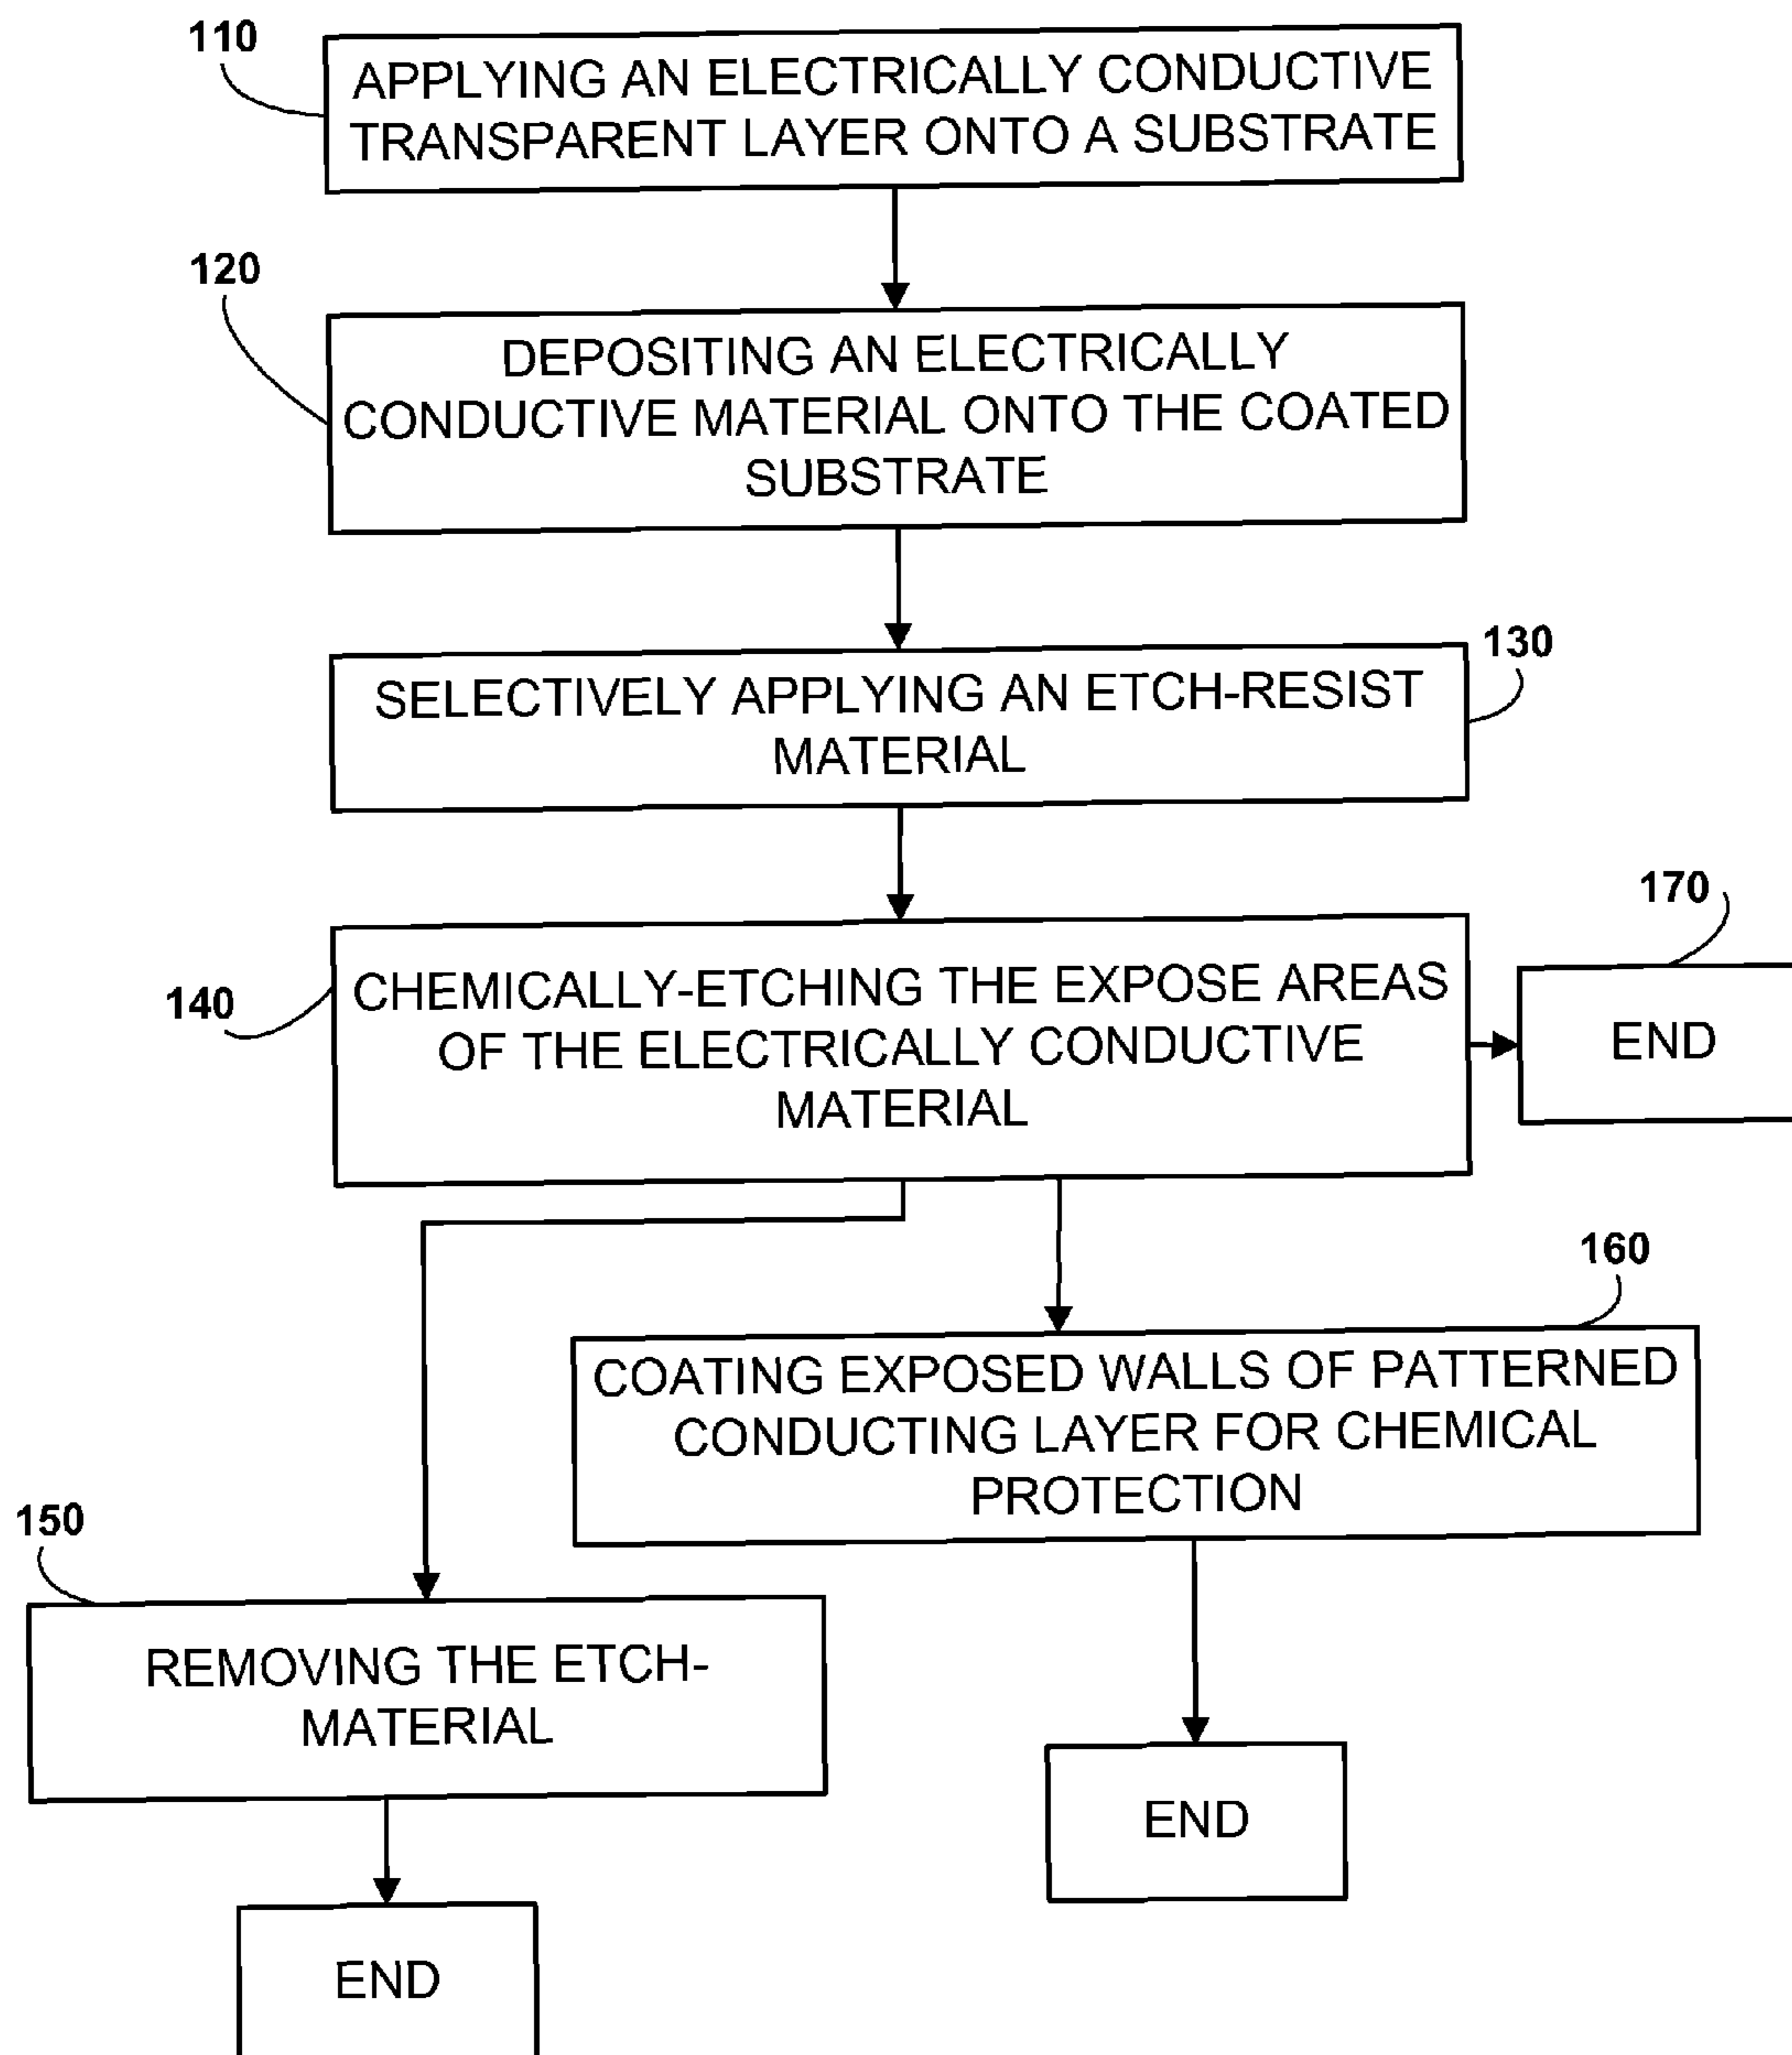 110
APPLYING AN ELECTRICALLY CONDUCTIVE
TRANSPARENT LAYER ONTO A SUBSTRATE
120
DEPOSITING AN ELECTRICALLY
CONDUCTIVE MATERIAL ONTO THE COATED
SUBSTRATE
130
SELECTIVELY APPLYING AN ETCH-RESIST
MATERIAL
140
CHEMICALLY-ETCHING THE EXPOSE AREAS
OF THE ELECTRICALLY CONDUCTIVE
MATERIAL
170
END
160
COATING EXPOSED WALLS OF PATTERNED
CONDUCTING LAYER FOR CHEMICAL
PROTECTION
150
REMOVING THE ETCH-
MATERIAL
END
END